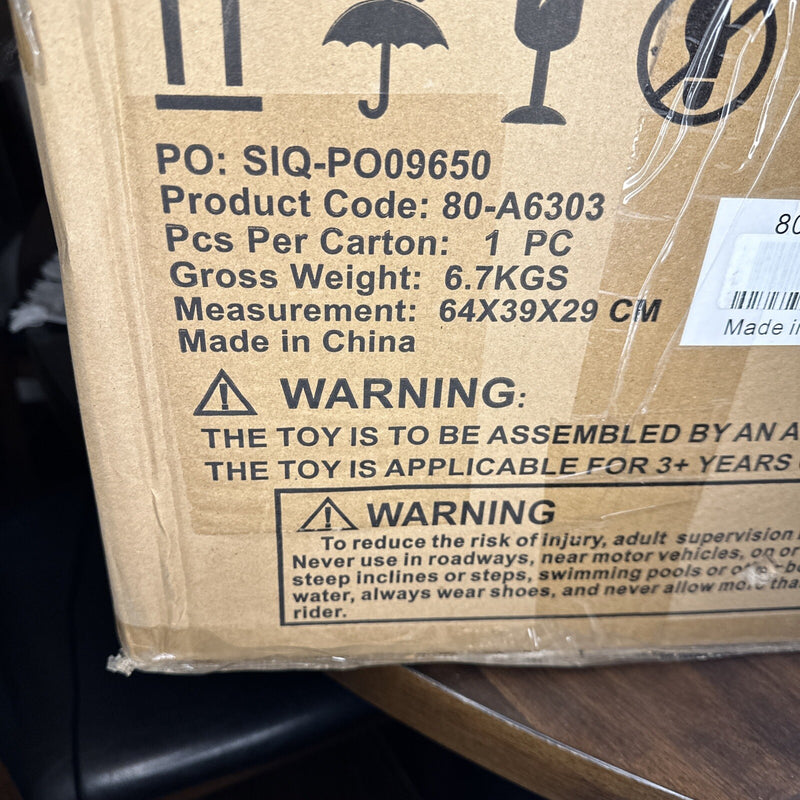 PO: SIQ-PO09650
Product Code: 80-A6303
Pcs Per Carton: 1 PC
Gross Weight: 6.7KGS
Measurement: 64X39X29 CM
Made in China
80
Made in
WARNING:
THE TOY IS TO BE ASSEMBLED BY AN A
THE TOY IS APPLICABLE FOR 3+ YEARS
WARNING
To reduce the risk of injury, adult supervision
Never use in roadways, near motor vehicles, on or
steep inclines or steps, swimming pools or
water, always wear shoes, and never allow more than
rider.